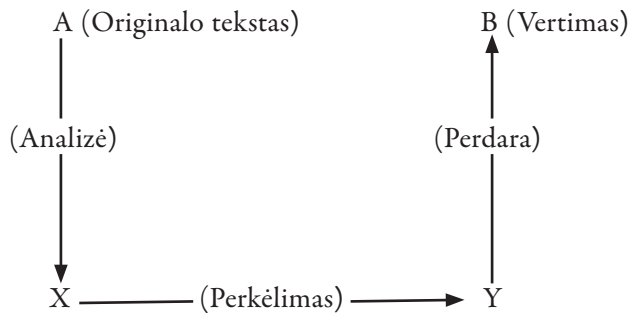 A (Originalo tekstas) B (Vertimas)
(Analizė) (Perdara)
X (Perkėlimas) Y